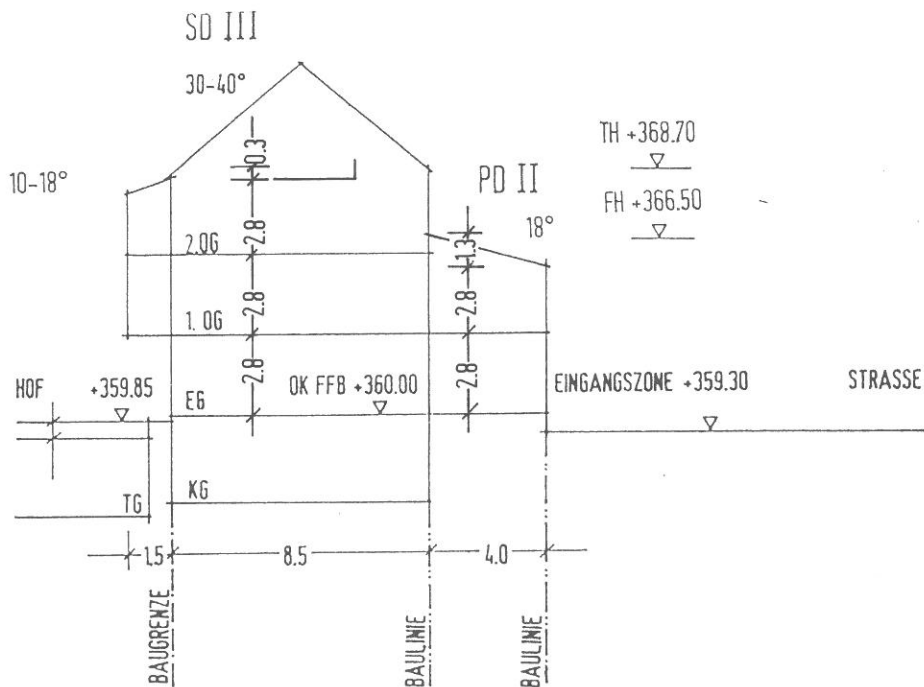 SD III
30-40°
10-18°
0.3
PD II
18°
TH +368.70
FH +366.50
2.OG
2.8
1.3
1. OG
2.8
2.8
HOF
+359.85
EG
2.8
OK FFB +360.00
2.8
EINGANGSZONE +359.30
STRASSE
TG
KG
1.5
8.5
4.0
BAUGRENZE
BAULINIE
BAULINIE